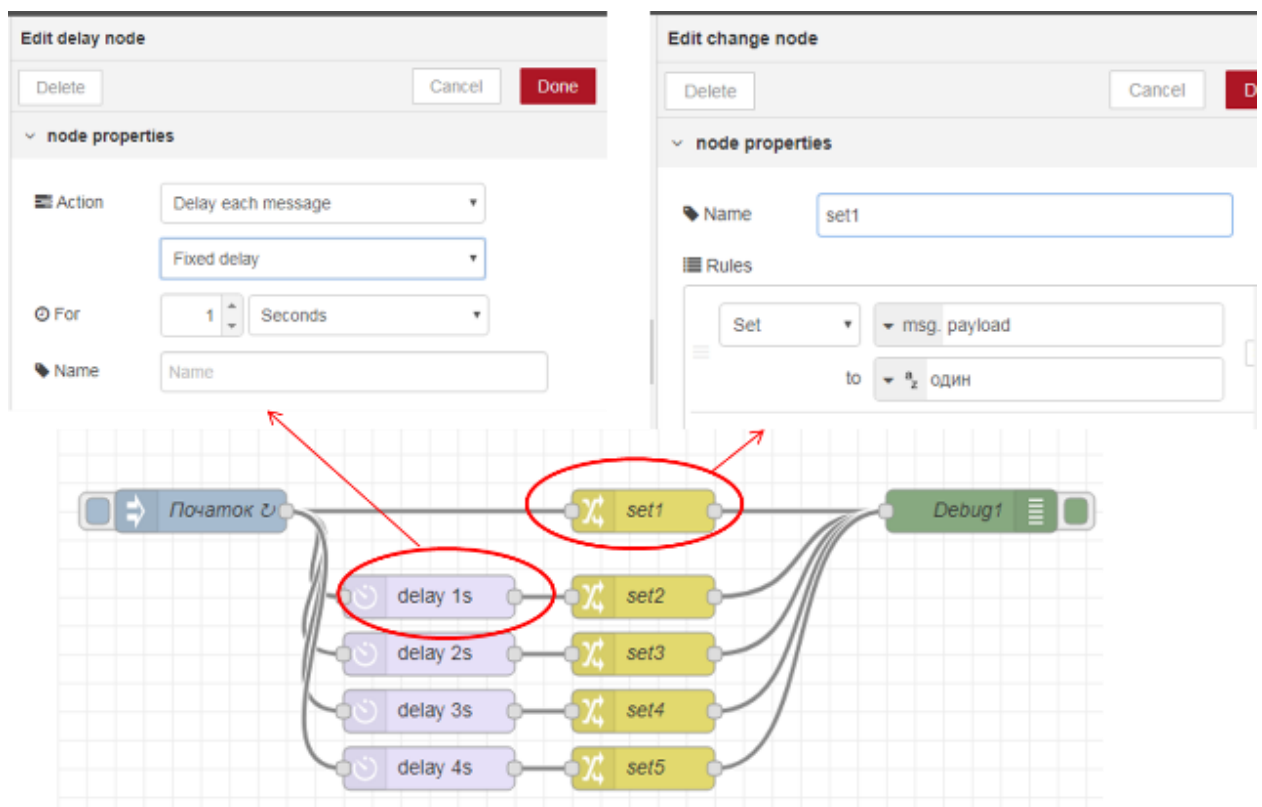 Edit delay node
Delete
Cancel
Done
node properties
Action
Delay each message
Fixed delay
For
1
Seconds
Name
Name
Edit change node
Delete
Cancel
D
node properties
Name
set1
Rules
Set
msg. payload
to
az один
Початок ↻
set1
Debug1
delay 1s
set2
delay 2s
set3
delay 3s
set4
delay 4s
set5